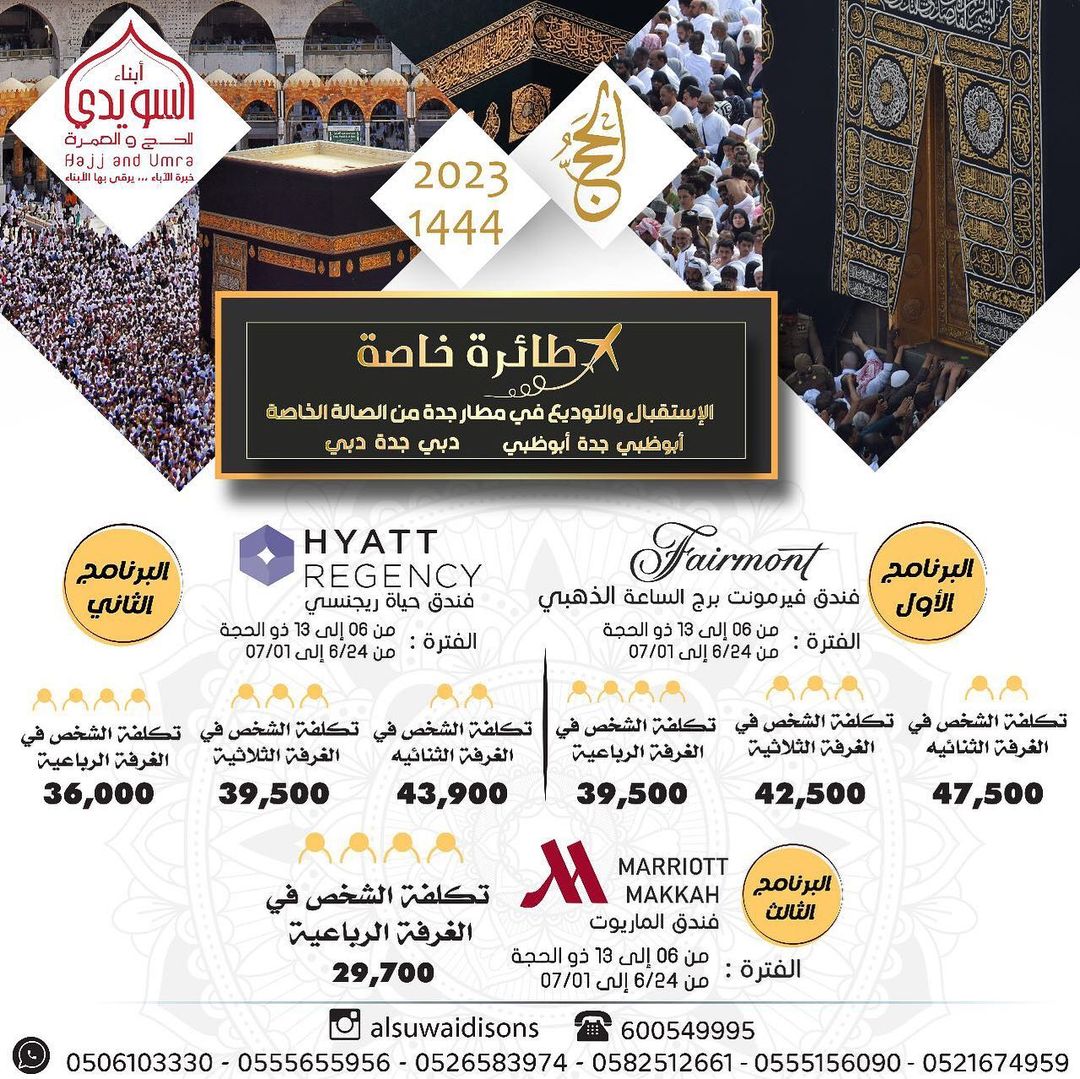 أبناء
السويدي
للحج و العمرة
Hajj and Umra
خبرة الآباء ... يرقى بها الأبناء
2023
1444
الحج
طائرة خاصة
الإستقبال والتوديع في مطار جدة من الصالة الخاصة
أبوظبي جدة أبوظبي دبي جدة دبي
البرنامج
الأول
Fairmont
فندق فيرمونت برج الساعة الذهبي
الفترة :
من 06 إلى 13 ذو الحجة
من 6/24 إلى 07/01
تكلفة الشخص في
الغرفة الثنائيه
47,500
تكلفة الشخص في
الغرفة الثلاثية
42,500
تكلفة الشخص في
الغرفة الرباعية
39,500
البرنامج
الثاني
HYATT
REGENCY
فندق حياة ريجنسي
الفترة :
من 06 إلى 13 ذو الحجة
من 6/24 إلى 07/01
تكلفة الشخص في
الغرفة الثنائيه
43,900
تكلفة الشخص في
الغرفة الثلاثية
39,500
تكلفة الشخص في
الغرفة الرباعية
36,000
البرنامج
الثالث
MARRIOTT
MAKKAH
فندق الماريوت
الفترة :
من 06 إلى 13 ذو الحجة
من 6/24 إلى 07/01
تكلفة الشخص في
الغرفة الرباعية
29,700
alsuwaidisons 600549995
0506103330 - 0555655956 - 0526583974 - 0582512661 - 0555156090 - 0521674959